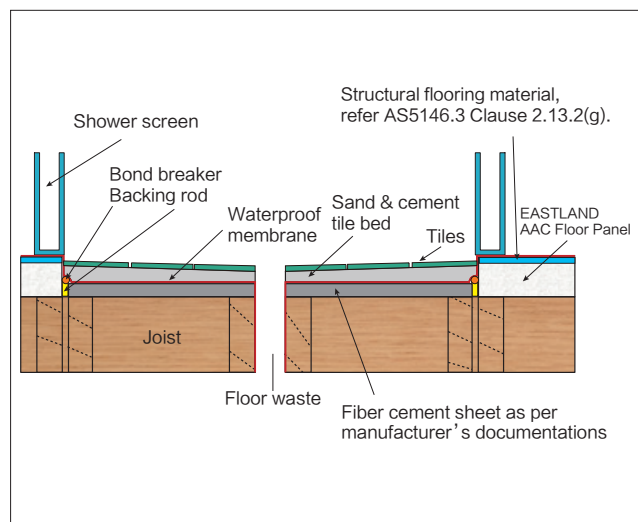 Structural flooring material,
refer AS5146.3 Clause 2.13.2(g).
Shower screen
Bond breaker
Backing rod
Waterproof
membrane
Sand & cement
tile bed
Tiles
EASTLAND
AAC Floor Panel
Joist
Floor waste
Fiber cement sheet as per
manufacturer’s documentations